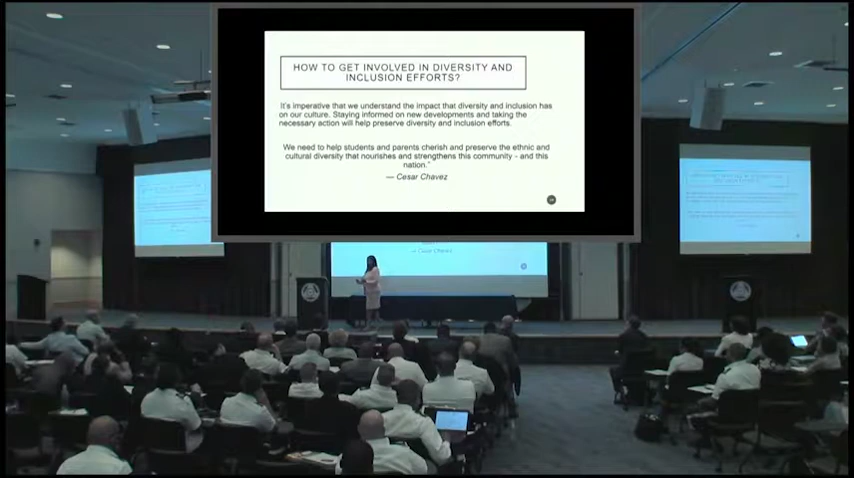 HOW TO GET INVOLVED IN DIVERSITY AND
INCLUSION EFFORTS?
It's imperative that we understand the impact that diversity and inclusion has
on our culture. Staying informed on new developments and taking the
necessary action will help preserve diversity and inclusion efforts.
We need to help students and parents cherish and preserve the ethnic and
cultural diversity that nourishes and strengthens this community - and this
nation."
— Cesar Chavez
— Cesar Chavez